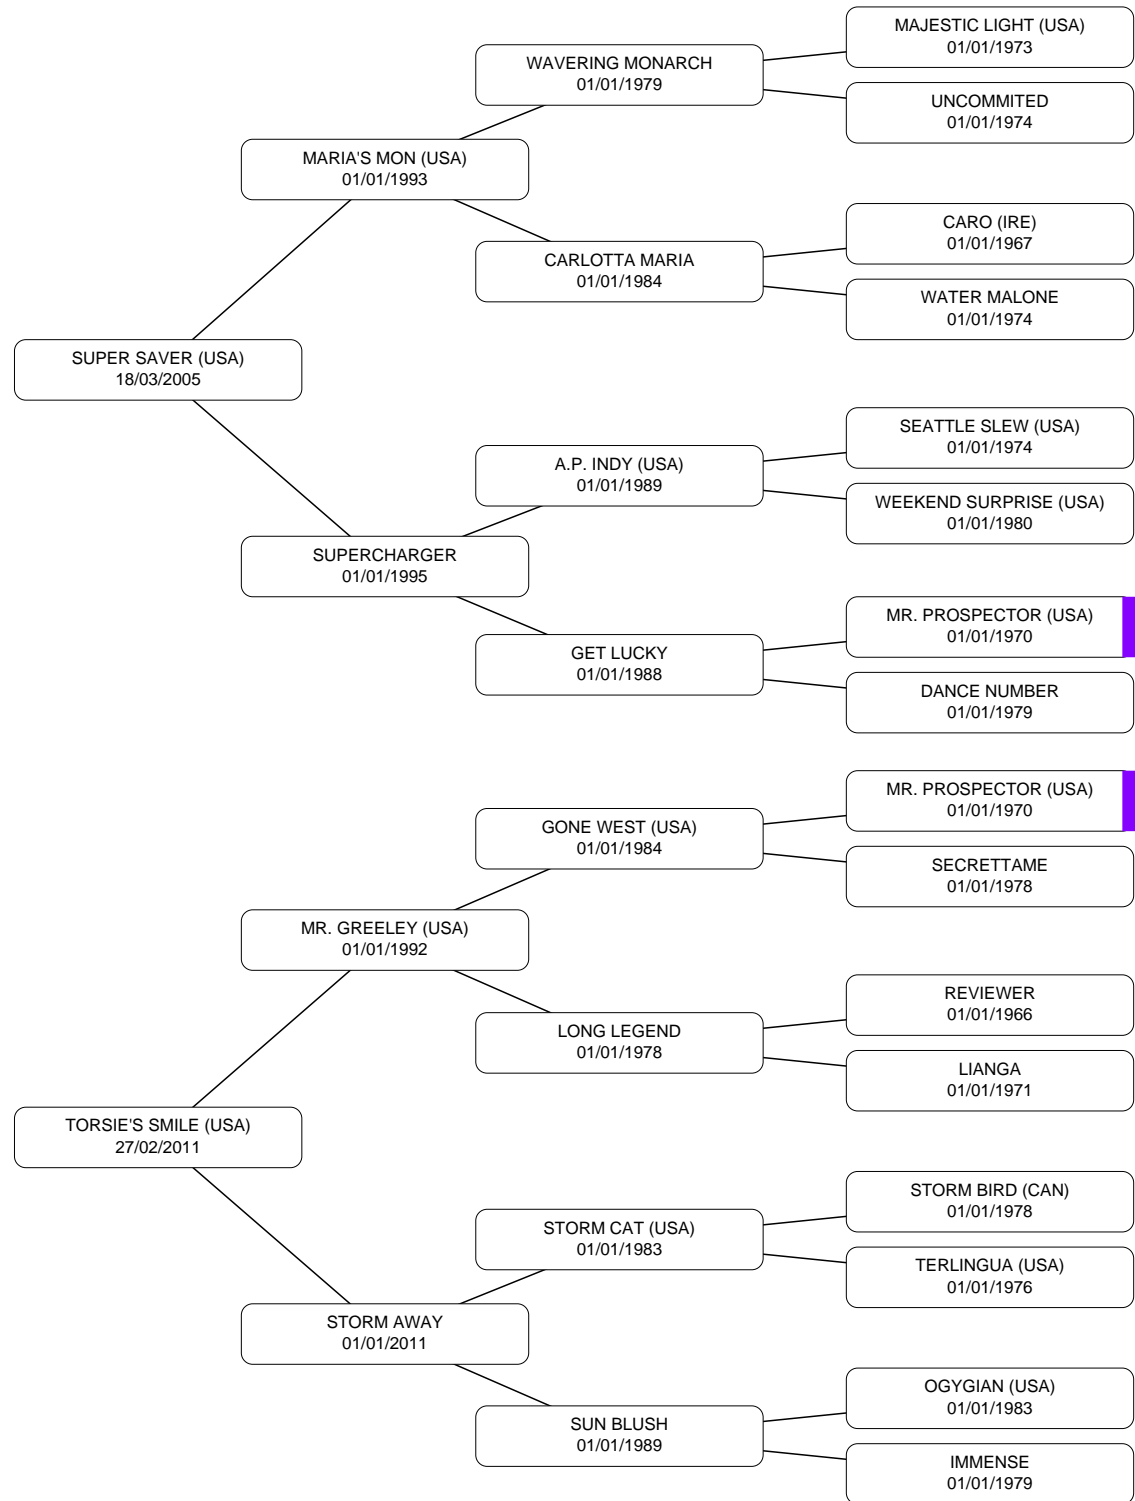 MAJESTIC LIGHT (USA)
01/01/1973
WAVERING MONARCH
01/01/1979
UNCOMMITED
01/01/1974
MARIA'S MON (USA)
01/01/1993
CARO (IRE)
01/01/1967
CARLOTTA MARIA
01/01/1984
WATER MALONE
01/01/1974
SUPER SAVER (USA)
18/03/2005
SEATTLE SLEW (USA)
01/01/1974
A.P. INDY (USA)
01/01/1989
WEEKEND SURPRISE (USA)
01/01/1980
SUPERCHARGER
01/01/1995
MR. PROSPECTOR (USA)
01/01/1970
GET LUCKY
01/01/1988
DANCE NUMBER
01/01/1979
MR. PROSPECTOR (USA)
01/01/1970
GONE WEST (USA)
01/01/1984
SECRETTAME
01/01/1978
MR. GREELEY (USA)
01/01/1992
REVIEWER
01/01/1966
LONG LEGEND
01/01/1978
LIANGA
01/01/1971
TORSIE'S SMILE (USA)
27/02/2011
STORM BIRD (CAN)
01/01/1978
STORM CAT (USA)
01/01/1983
TERLINGUA (USA)
01/01/1976
STORM AWAY
01/01/2011
OGYGIAN (USA)
01/01/1983
SUN BLUSH
01/01/1989
IMMENSE
01/01/1979